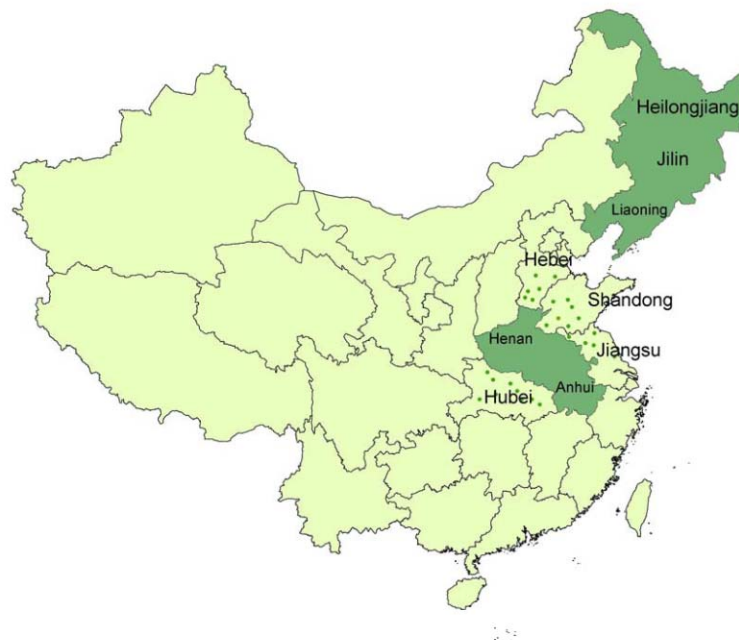 Heilongjiang
Jilin
Liaoning
Hebei
Shandong
Henan
Jiangsu
Anhui
Hubei